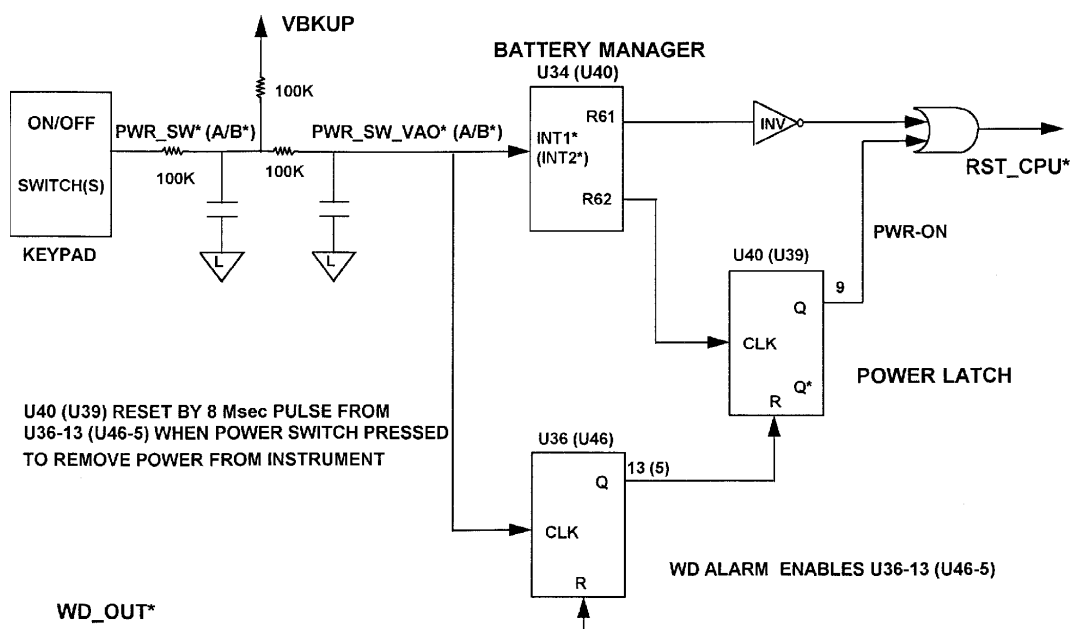 VBKUP
BATTERY MANAGER
U34 (U40)
100K
ON/OFF
SWITCH(S)
KEYPAD
PWR_SW* (A/B*)
100K
100K
PWR_SW_VAO* (A/B*)
INT1*
(INT2*)
R61
R62
INV
RST_CPU*
PWR-ON
L
L
U40 (U39)
9
Q
CLK
Q*
R
POWER LATCH
U40 (U39) RESET BY 8 Msec PULSE FROM
U36-13 (U46-5) WHEN POWER SWITCH PRESSED
TO REMOVE POWER FROM INSTRUMENT
U36 (U46)
13 (5)
Q
CLK
R
WD ALARM ENABLES U36-13 (U46-5)
WD_OUT*